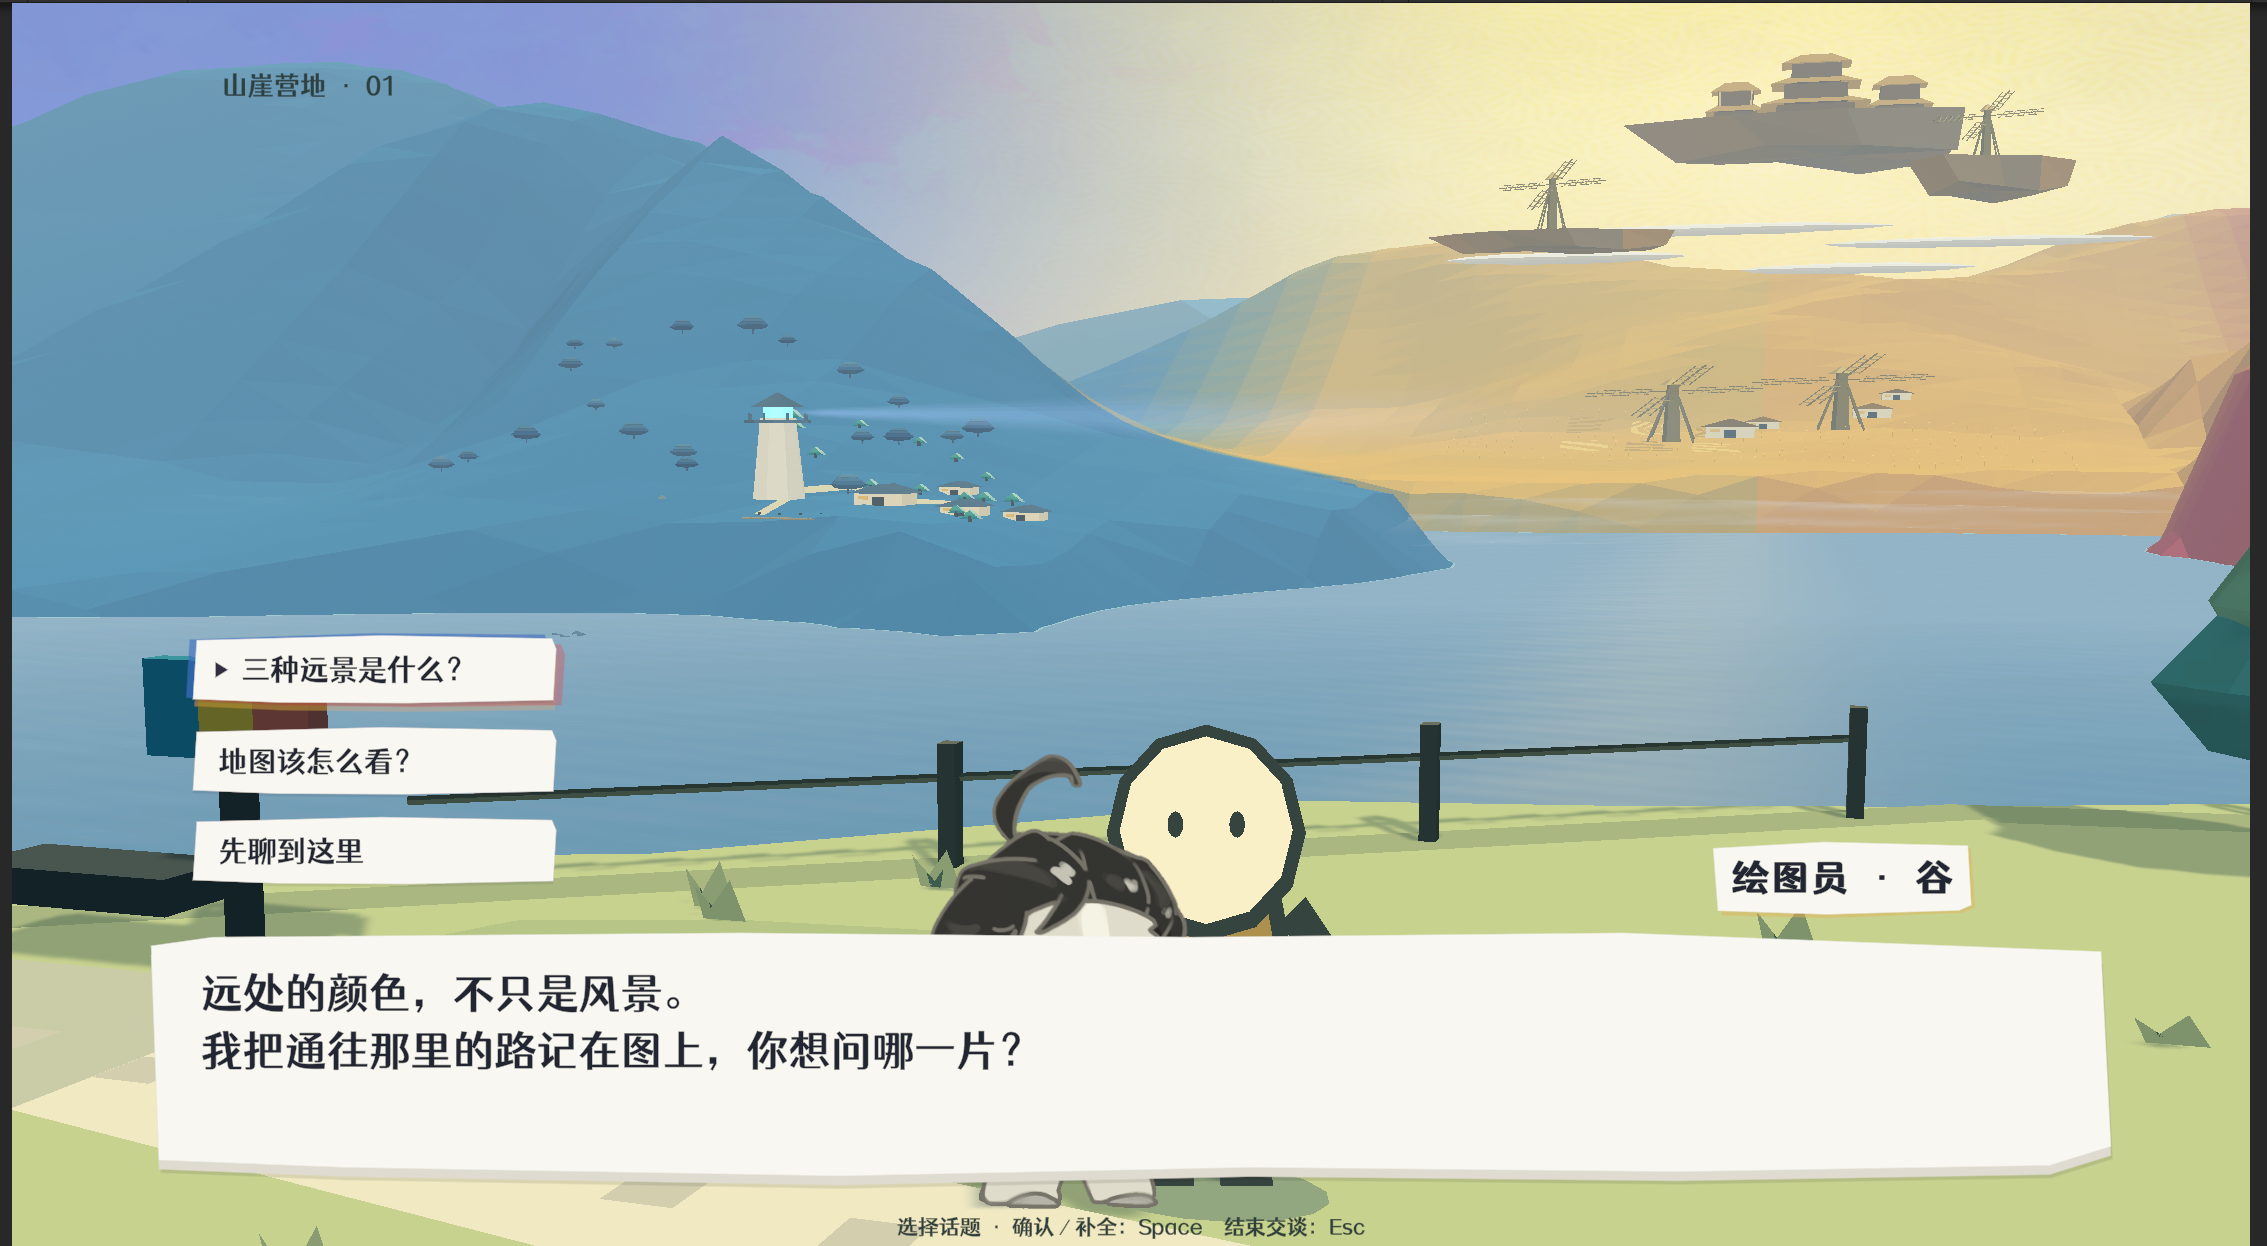 山崖营地 · 01
▶ 三种远景是什么？
地图该怎么看？
先聊到这里
绘图员 · 谷
远处的颜色，不只是风景。
我把通往那里的路记在图上，你想问哪一片？
选择话题 · 确认 / 补全：Space 结束交谈：Esc